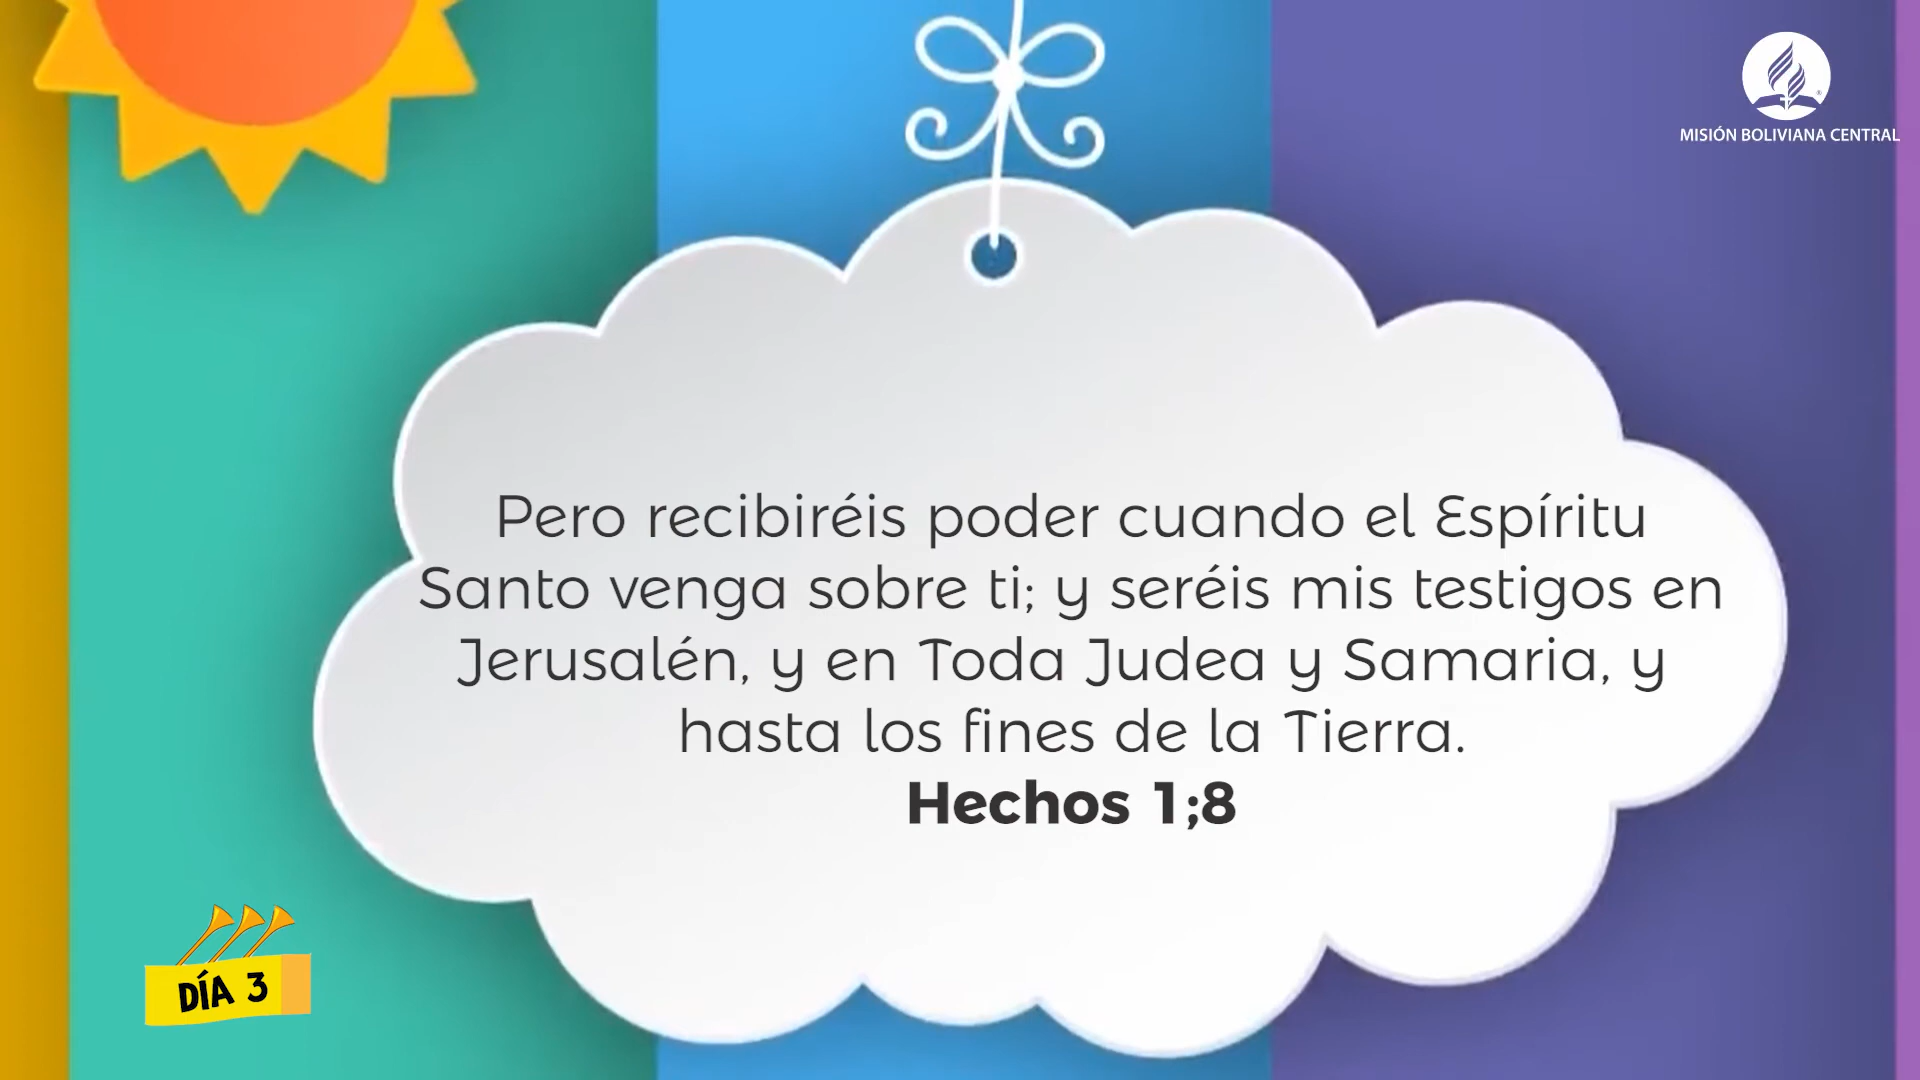 MISIÓN BOLIVIANA CENTRAL
Pero recibiréis poder cuando el Espíritu
Santo venga sobre ti; y seréis mis testigos en
Jerusalén, y en Toda Judea y Samaria, y
hasta los fines de la Tierra.
Hechos 1;8
DÍA 3